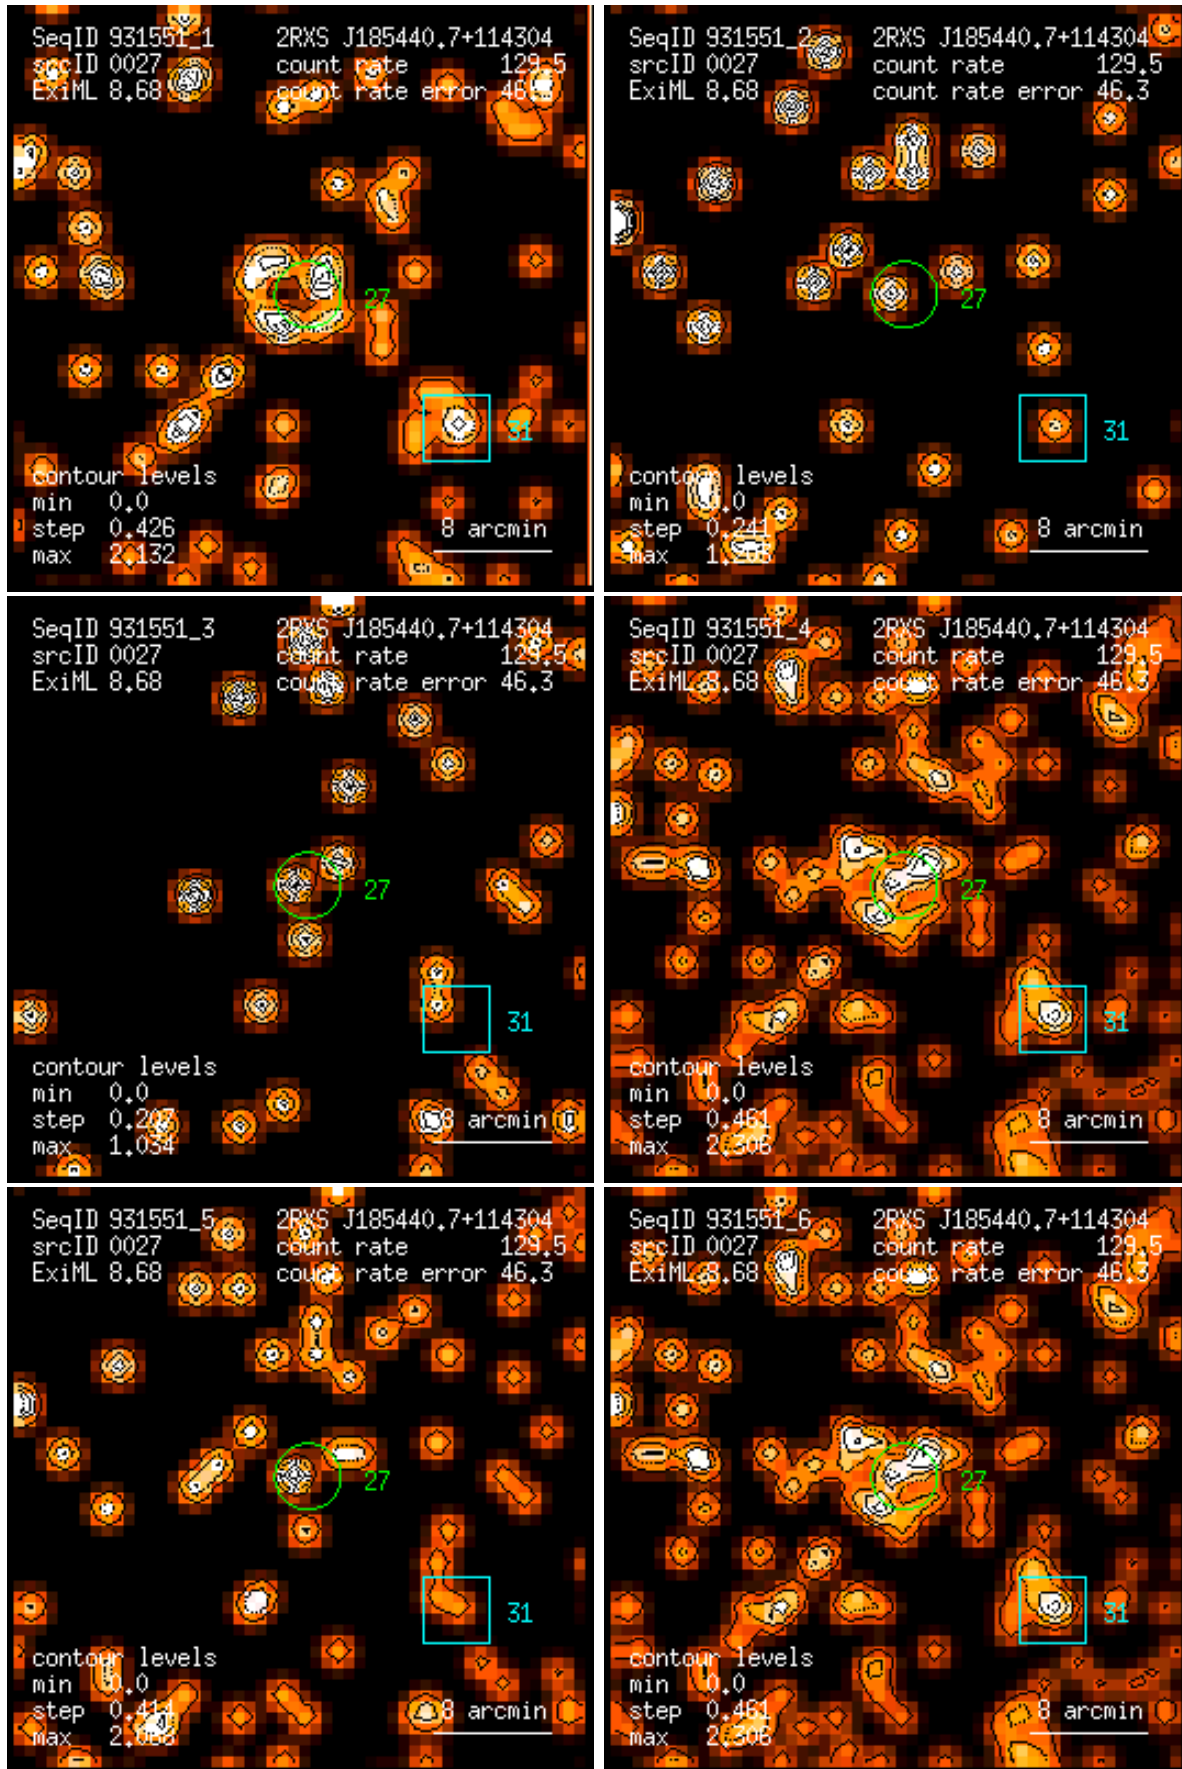 SeqID 931551_1 2RXS J185440.7+114304
srcID 0027 count rate 129.5
ExiML 8.68 count rate error 46.3
27
31
contour levels
min 0.0
step 0.426 8 arcmin
max 2.132
SeqID 931551_2 2RXS J185440.7+114304
srcID 0027 count rate 129.5
ExiML 8.68 count rate error 46.3
27
31
contour levels
min 0.0
step 0.241 8 arcmin
max
SeqID 931551_3 2RXS J185440.7+114304
srcID 0027 count rate 129.5
ExiML 8.68 count rate error 46.3
27
31
contour levels
min 0.0
step 0.207 8 arcmin
max 1.034
SeqID 931551_4 2RXS J185440.7+114304
srcID 0027 count rate 129.5
ExiML 8.68 count rate error 46.3
27
31
contour levels
min 0.0
step 0.461 8 arcmin
max 2.306
SeqID 931551_5 2RXS J185440.7+114304
srcID 0027 count rate 129.5
ExiML 8.68 count rate error 46.3
27
31
contour levels
min 0.0
step 0.414 8 arcmin
max
SeqID 931551_6 2RXS J185440.7+114304
srcID 0027 count rate 129.5
ExiML 8.68 count rate error 46.3
27
31
contour levels
min 0.0
step 0.461 8 arcmin
max 2.306